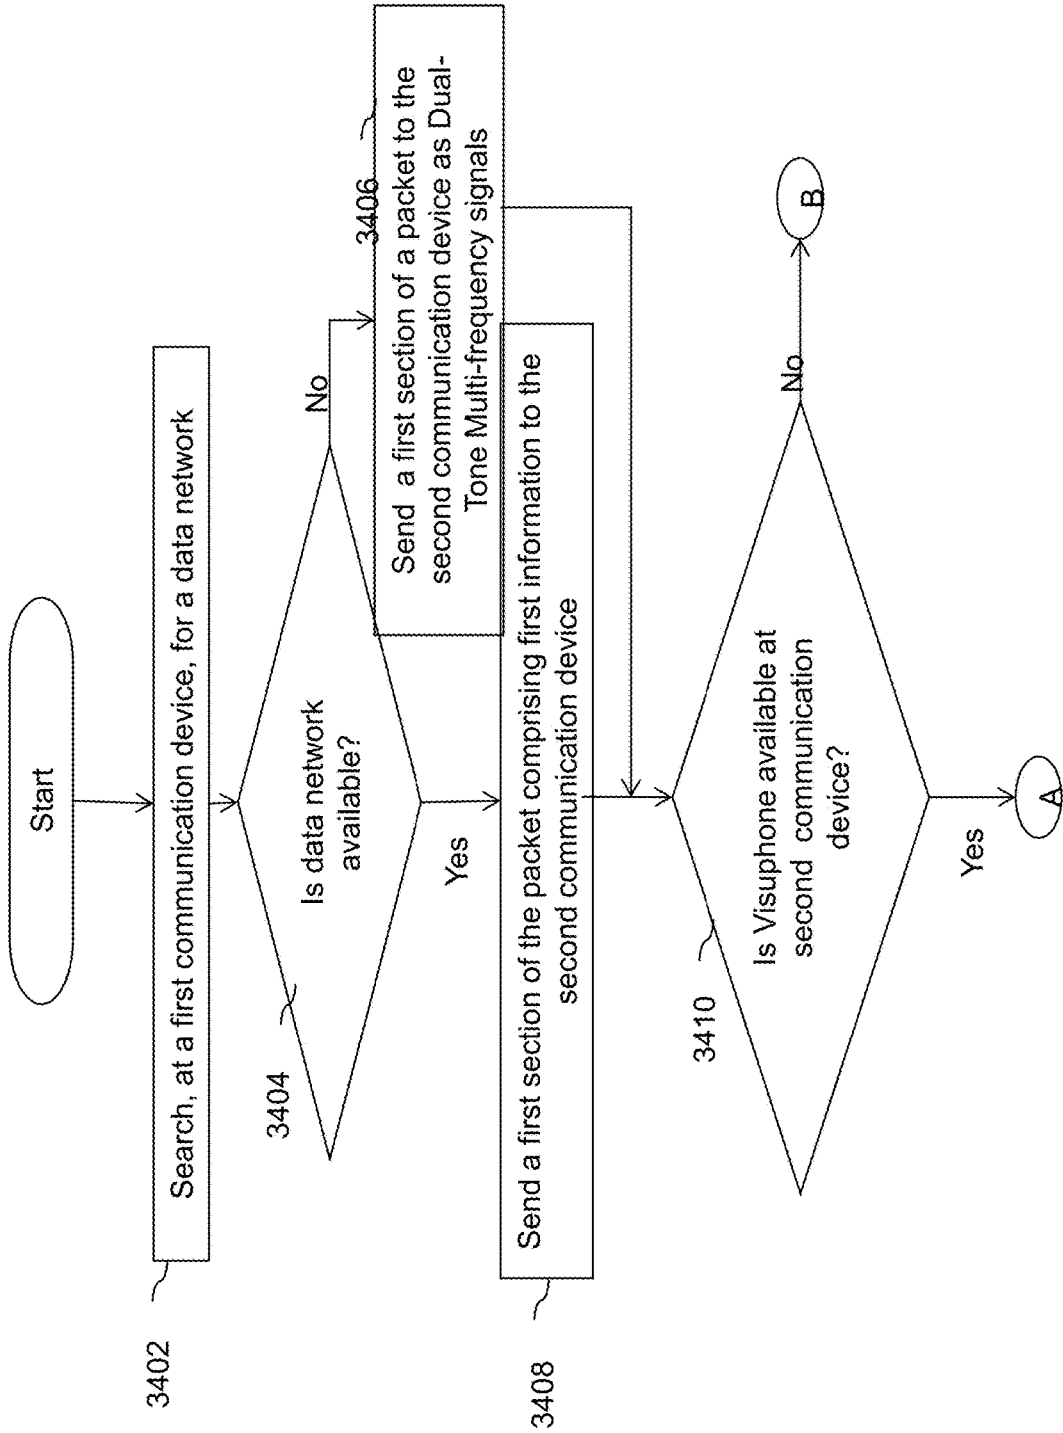 Start
3402
Search, at a first communication device, for a data network
3404
Is data network
available?
No
Yes
3406
Send a first section of a packet to the
second communication device as Dual-
Tone Multi-frequency signals
3408
Send a first section of the packet comprising first information to the
second communication device
3410
Is Visuphone available at
second communication
device?
No
B
Yes
A